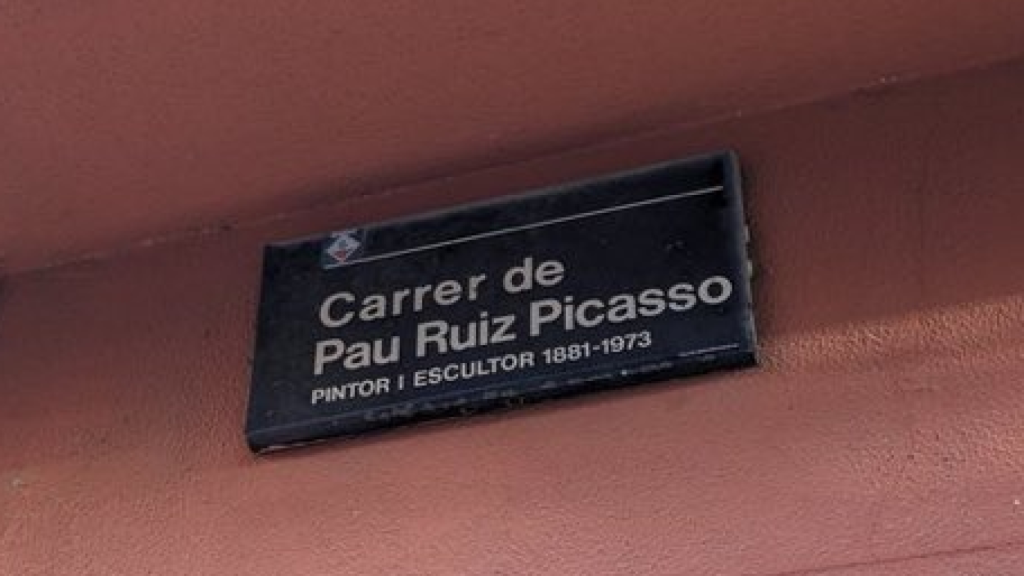 Carrer de
Pau Ruiz Picasso
PINTOR I ESCULTOR 1881-1973